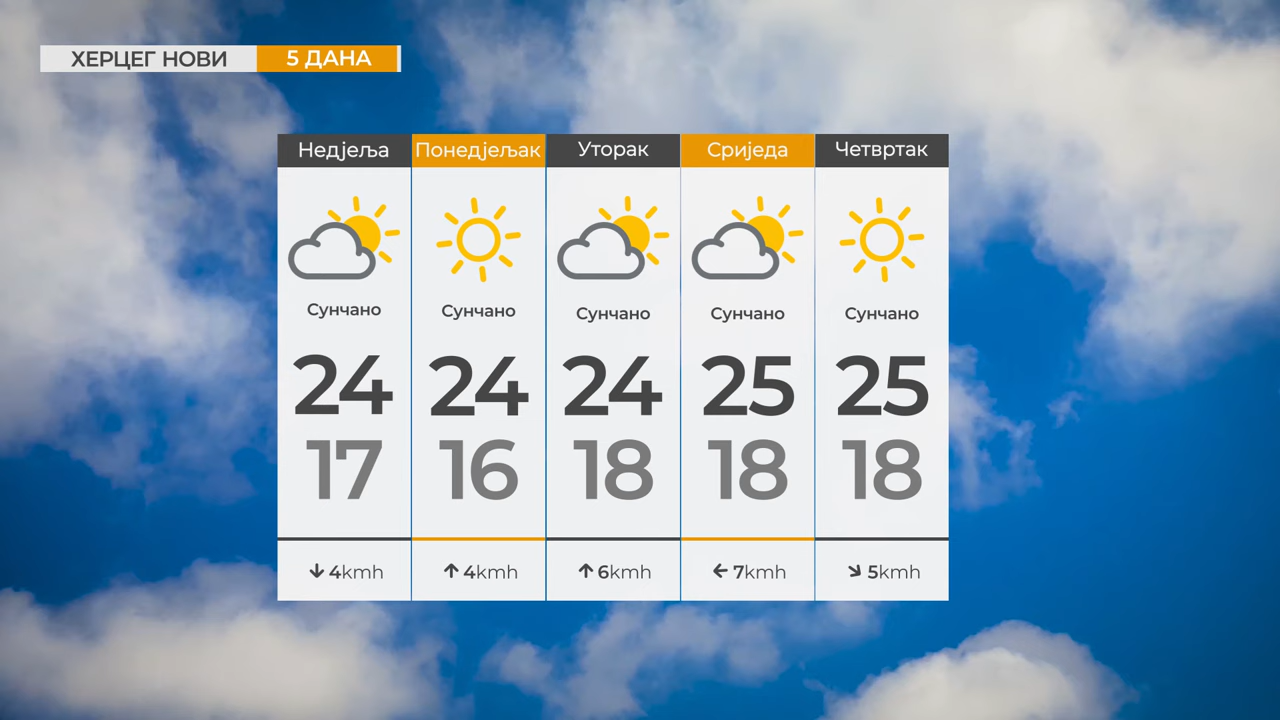 ХЕРЦЕГ НОВИ 5 ДАНА
Недјеља Понедјељак Уторак Сриједа Четвртак
Сунчано Сунчано Сунчано Сунчано Сунчано
24 24 24 25 25
17 16 18 18 18
↓ 4kmh ↑ 4kmh ↑ 6kmh ← 7kmh ↘ 5kmh